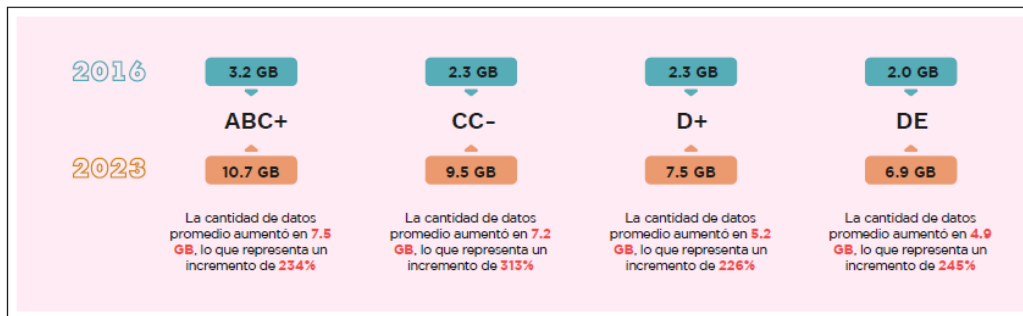 2016
3.2 GB
2.3 GB
2.3 GB
2.0 GB
ABC+
CC-
D+
DE
2023
10.7 GB
9.5 GB
7.5 GB
6.9 GB
La cantidad de datos
promedio aumentó en 7.5
GB, lo que representa un
incremento de 234%
La cantidad de datos
promedio aumentó en 7.2
GB, lo que representa un
incremento de 313%
La cantidad de datos
promedio aumentó en 5.2
GB, lo que representa un
incremento de 226%
La cantidad de datos
promedio aumentó en 4.9
GB, lo que representa un
incremento de 245%